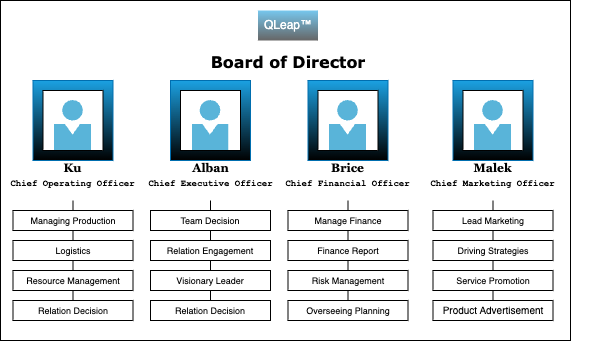 QLeap™
Board of Director
Ku
Chief Operating Officer
Managing Production
Logistics
Resource Management
Relation Decision
Alban
Chief Executive Officer
Team Decision
Relation Engagement
Visionary Leader
Relation Decision
Brice
Chief Financial Officer
Manage Finance
Finance Report
Risk Management
Overseeing Planning
Malek
Chief Marketing Officer
Lead Marketing
Driving Strategies
Service Promotion
Product Advertisement